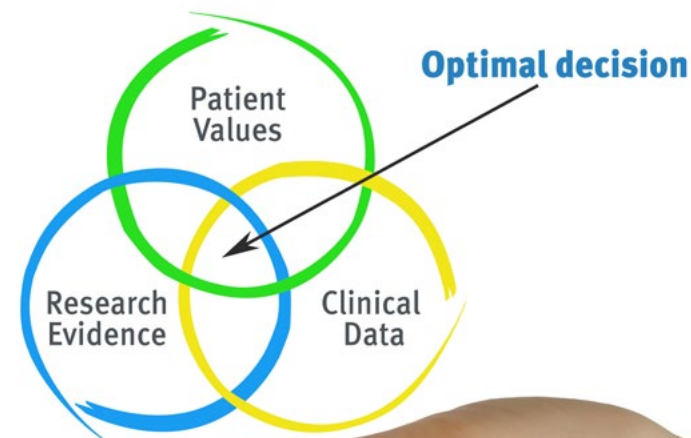 Optimal decision
Patient
Values
Research
Evidence
Clinical
Data